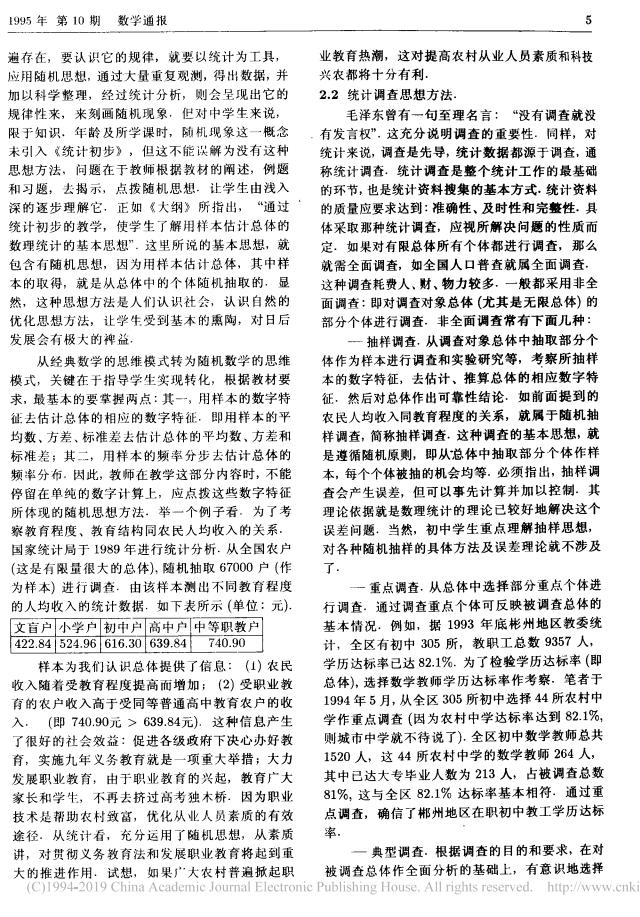 1995 年 第 10 期 数学通报 5
遍存在，要认识它的规律，就要以统计为工具，
应用随机思想，通过大量重复观测，得出数据，并
加以科学整理，经过统计分析，则会呈现出它的
规律性来，来刻画随机现象．但对中学生来说，
限于知识、年龄及所学课时，随机现象这一概念
未引入《统计初步》，但这不能误解为没有这种
思想方法，问题在于教师根据教材的阐述，例题
和习题，去揭示，点拨随机思想．让学生由浅入
深的逐步理解它．正如《大纲》所指出，“通过
统计初步的教学，使学生了解用样本估计总体的
数理统计的基本思想”．这里所说的基本思想，就
包含有随机思想，因为用样本估计总体，其中样
本的取得，就是从总体中的个体随机抽取的．显
然，这种思想方法是人们认识社会，认识自然的
优化思想方法，让学生受到基本的熏陶，对日后
发展会有极大的裨益．
从经典数学的思维模式转为随机数学的思维
模式，关键在于指导学生实现转化，根据教材要
求，最基本的要掌握两点：其一，用样本的数字特
征去估计总体的相应的数字特征．即用样本的平
均数、方差、标准差去估计总体的平均数、方差和
标准差；其二，用样本的频率分步去估计总体的
频率分布．因此，教师在教学这部分内容时，不能
停留在单纯的数字计算上，应点拨这些数字特征
所体现的随机思想方法．举一个例子看．为了考
察教育程度、教育结构同农民人均收入的关系．
国家统计局于 1989 年进行统计分析．从全国农户
(这是有限量很大的总体)，随机抽取 67000 户 (作
为样本) 进行调查．由该样本测出不同教育程度
的人均收入的统计数据．如下表所示 (单位：元)．
文盲户 小学户 初中户 高中户 中等职教户
422.84 524.96 616.30 639.84 740.90
样本为我们认识总体提供了信息：(1) 农民
收入随着受教育程度提高而增加；(2) 受职业教
育的农户收入高于受同等普通高中教育农户的收
入．（即 740.90元 > 639.84元)．这种信息产生
了很好的社会效益：促进各级政府下决心办好教
育，实施九年义务教育就是一项重大举措；大力
发展职业教育，由于职业教育的兴起，教育广大
家长和学生，不再去挤过高考独木桥．因为职业
技术是帮助农村致富，优化从业人员素质的有效
途径．从统计看，充分运用了随机思想，从素质
讲，对贯彻义务教育法和发展职业教育将起到重
大的推进作用．试想，如果广大农村普遍掀起职
业教育热潮，这对提高农村从业人员素质和科技
兴农都将十分有利．
2.2 统计调查思想方法．
毛泽东曾有一句至理名言：“没有调查就没
有发言权”．这充分说明调查的重要性．同样，对
统计来说，调查是先导，统计数据都源于调查，通
称统计调查．统计调查是整个统计工作的最基础
的环节，也是统计资料搜集的基本方式．统计资料
的质量应要求达到：准确性、及时性和完整性．具
体采取那种统计调查，应视所解决问题的性质而
定．如果对有限总体所有个体都进行调查，那么
就需全面调查，如全国人口普查就属全面调查．
这种调查耗费人、财、物力较多．一般都采用非全
面调查：即对调查对象总体 (尤其是无限总体) 的
部分个体进行调查．非全面调查常有下面几种：
— 抽样调查．从调查对象总体中抽取部分个
体作为样本进行调查和实验研究等，考察所抽样
本的数字特征，去估计、推算总体的相应数字特
征．然后对总体作出可靠性结论．如前面提到的
农民人均收入同教育程度的关系，就属于随机抽
样调查，简称抽样调查．这种调查的基本思想，就
是遵循随机原则，即从总体中抽取部分个体作样
本，每个个体被抽的机会均等．必须指出，抽样调
查会产生误差，但可以事先计算并加以控制．其
理论依据就是数理统计的理论已较好地解决这个
误差问题．当然，初中学生重点理解抽样思想，
对各种随机抽样的具体方法及误差理论就不涉及
了．
— 重点调查．从总体中选择部分重点个体进
行调查．通过调查重点个体可反映被调查总体的
基本情况．例如，据 1993 年底彬州地区教委统
计，全区有初中 305 所，教职工总数 9357 人，
学历达标率已达 82.1%．为了检验学历达标率 (即
总体)，选择数学教师学历达标率作考察．笔者于
1994 年 5 月，从全区 305 所初中选择 44 所农村中
学作重点调查 (因为农村中学达标率达到 82.1%,
则城市中学就不待说了)．全区初中数学教师总共
1520 人，这 44 所农村中学的数学教师 264 人，
其中已达大专毕业人数为 213 人，占被调查总数
81%, 这与全区 82.1% 达标率基本相符．通过重
点调查，确信了郴州地区在职初中教工学历达标
率．
— 典型调查．根据调查的目的和要求，在对
被调查总体作全面分析的基础上，有意识地选择
(C)1994-2019 China Academic Journal Electronic Publishing House. All rights reserved. http://www.cnki